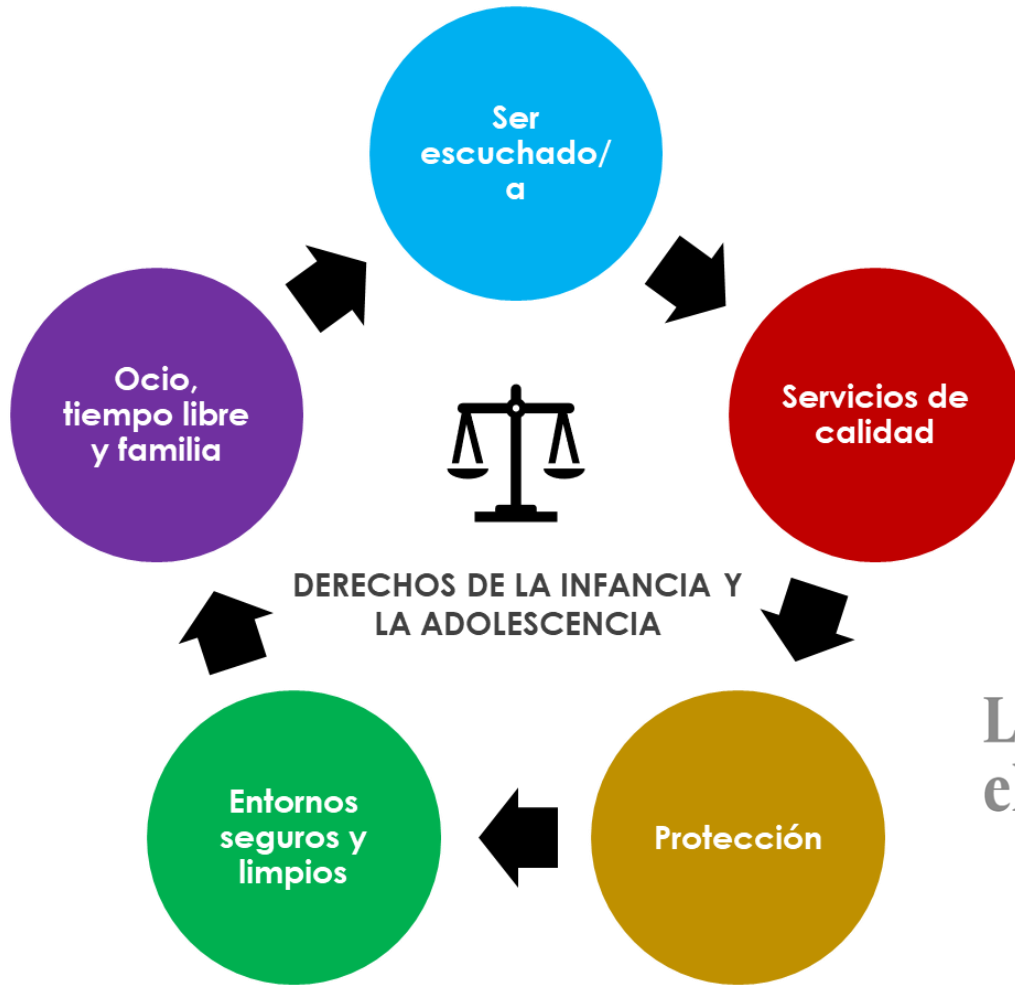 Ser
escuchado/
a
Servicios de
calidad
Protección
Entornos
seguros y
limpios
Ocio,
tiempo libre
y familia
DERECHOS DE LA INFANCIA Y
LA ADOLESCENCIA